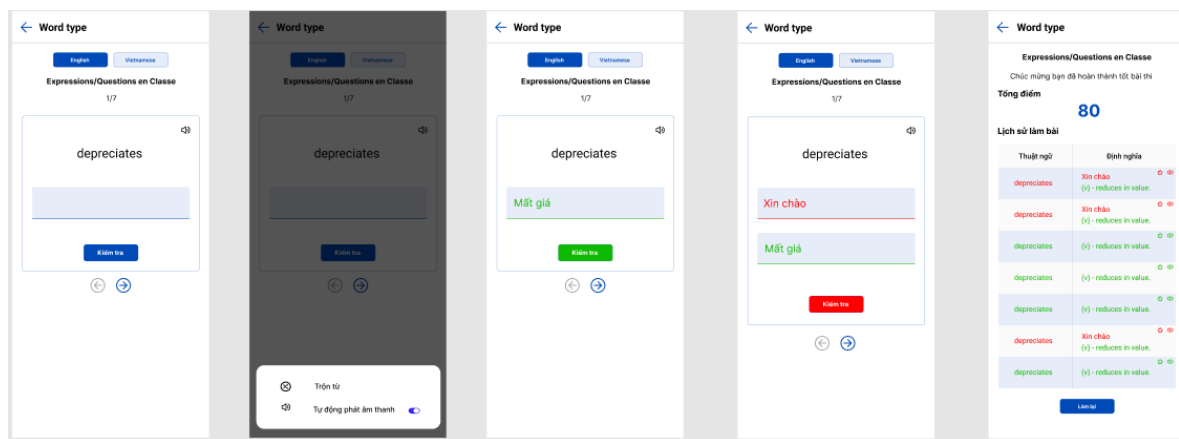 Word type
English Vietnamese
Expressions/Questions en Classe
1/7
depreciates
Kiểm tra
Word type
English Vietnamese
Expressions/Questions en Classe
1/7
depreciates
Kiểm tra
Trộn từ
Tự động phát âm thanh
Word type
English Vietnamese
Expressions/Questions en Classe
1/7
depreciates
Mất giá
Kiểm tra
Word type
English Vietnamese
Expressions/Questions en Classe
1/7
depreciates
Xin chào
Mất giá
Kiểm tra
Word type
Expressions/Questions en Classe
Chúc mừng bạn đã hoàn thành tốt bài thi
Tổng điểm
80
Lịch sử làm bài
Thuật ngữ Định nghĩa
depreciates Xin chào
(v) - reduces in value.
depreciates Xin chào
(v) - reduces in value.
depreciates (v) - reduces in value.
depreciates (v) - reduces in value.
depreciates (v) - reduces in value.
depreciates Xin chào
(v) - reduces in value.
depreciates (v) - reduces in value.
Làm lại